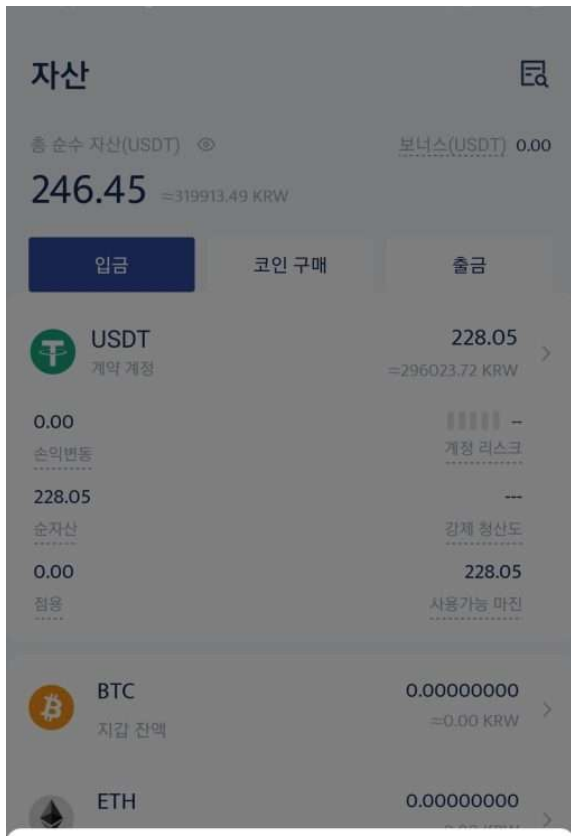 자산
총 순수 자산(USDT) 보너스(USDT) 0.00
246.45 ≈319913.49 KRW
입금 코인 구매 출금
USDT 228.05
계약 계정 ≈296023.72 KRW
0.00 --
손익변동 계정 리스크
228.05 ---
순자산 강제 청산도
0.00 228.05
점용 사용가능 마진
BTC 0.00000000
지갑 잔액 ≈0.00 KRW
ETH 0.00000000